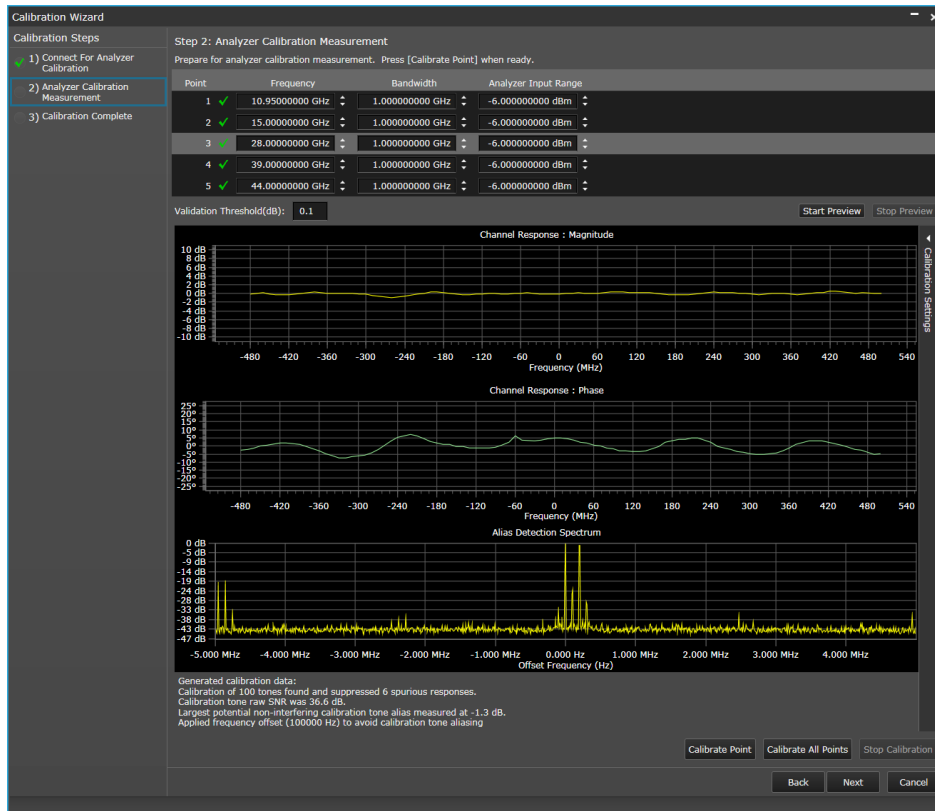 Calibration Wizard
Calibration Steps
1) Connect For Analyzer
Calibration
2) Analyzer Calibration
Measurement
3) Calibration Complete
Step 2: Analyzer Calibration Measurement
Prepare for analyzer calibration measurement. Press [Calibrate Point] when ready.
Point Frequency Bandwidth Analyzer Input Range
1 10.95000000 GHz 1.000000000 GHz -6.000000000 dBm
2 15.00000000 GHz 1.000000000 GHz -6.000000000 dBm
3 28.00000000 GHz 1.000000000 GHz -6.000000000 dBm
4 39.00000000 GHz 1.000000000 GHz -6.000000000 dBm
5 44.00000000 GHz 1.000000000 GHz -6.000000000 dBm
Validation Threshold(dB): 0.1 Start Preview Stop Preview
Calibration Settings
Channel Response : Magnitude
10 dB
8 dB
6 dB
4 dB
2 dB
0 dB
-2 dB
-4 dB
-6 dB
-8 dB
-10 dB
-480 -420 -360 -300 -240 -180 -120 -60 0 60 120 180 240 300 360 420 480 540
Frequency (MHz)
Channel Response : Phase
25°
20°
15°
10°
5°
0°
-5°
-10°
-15°
-20°
-25°
-480 -420 -360 -300 -240 -180 -120 -60 0 60 120 180 240 300 360 420 480 540
Frequency (MHz)
Alias Detection Spectrum
0 dB
-5 dB
-9 dB
-14 dB
-19 dB
-24 dB
-28 dB
-33 dB
-38 dB
-43 dB
-47 dB
-5.000 MHz -4.000 MHz -3.000 MHz -2.000 MHz -1.000 MHz 0.000 Hz 1.000 MHz 2.000 MHz 3.000 MHz 4.000 MHz
Offset Frequency (Hz)
Generated calibration data:
Calibration of 100 tones found and suppressed 6 spurious responses.
Calibration tone raw SNR was 36.6 dB.
Largest potential non-interfering calibration tone alias measured at -1.3 dB.
Applied frequency offset (100000 Hz) to avoid calibration tone aliasing
Calibrate Point Calibrate All Points Stop Calibration
Back Next Cancel